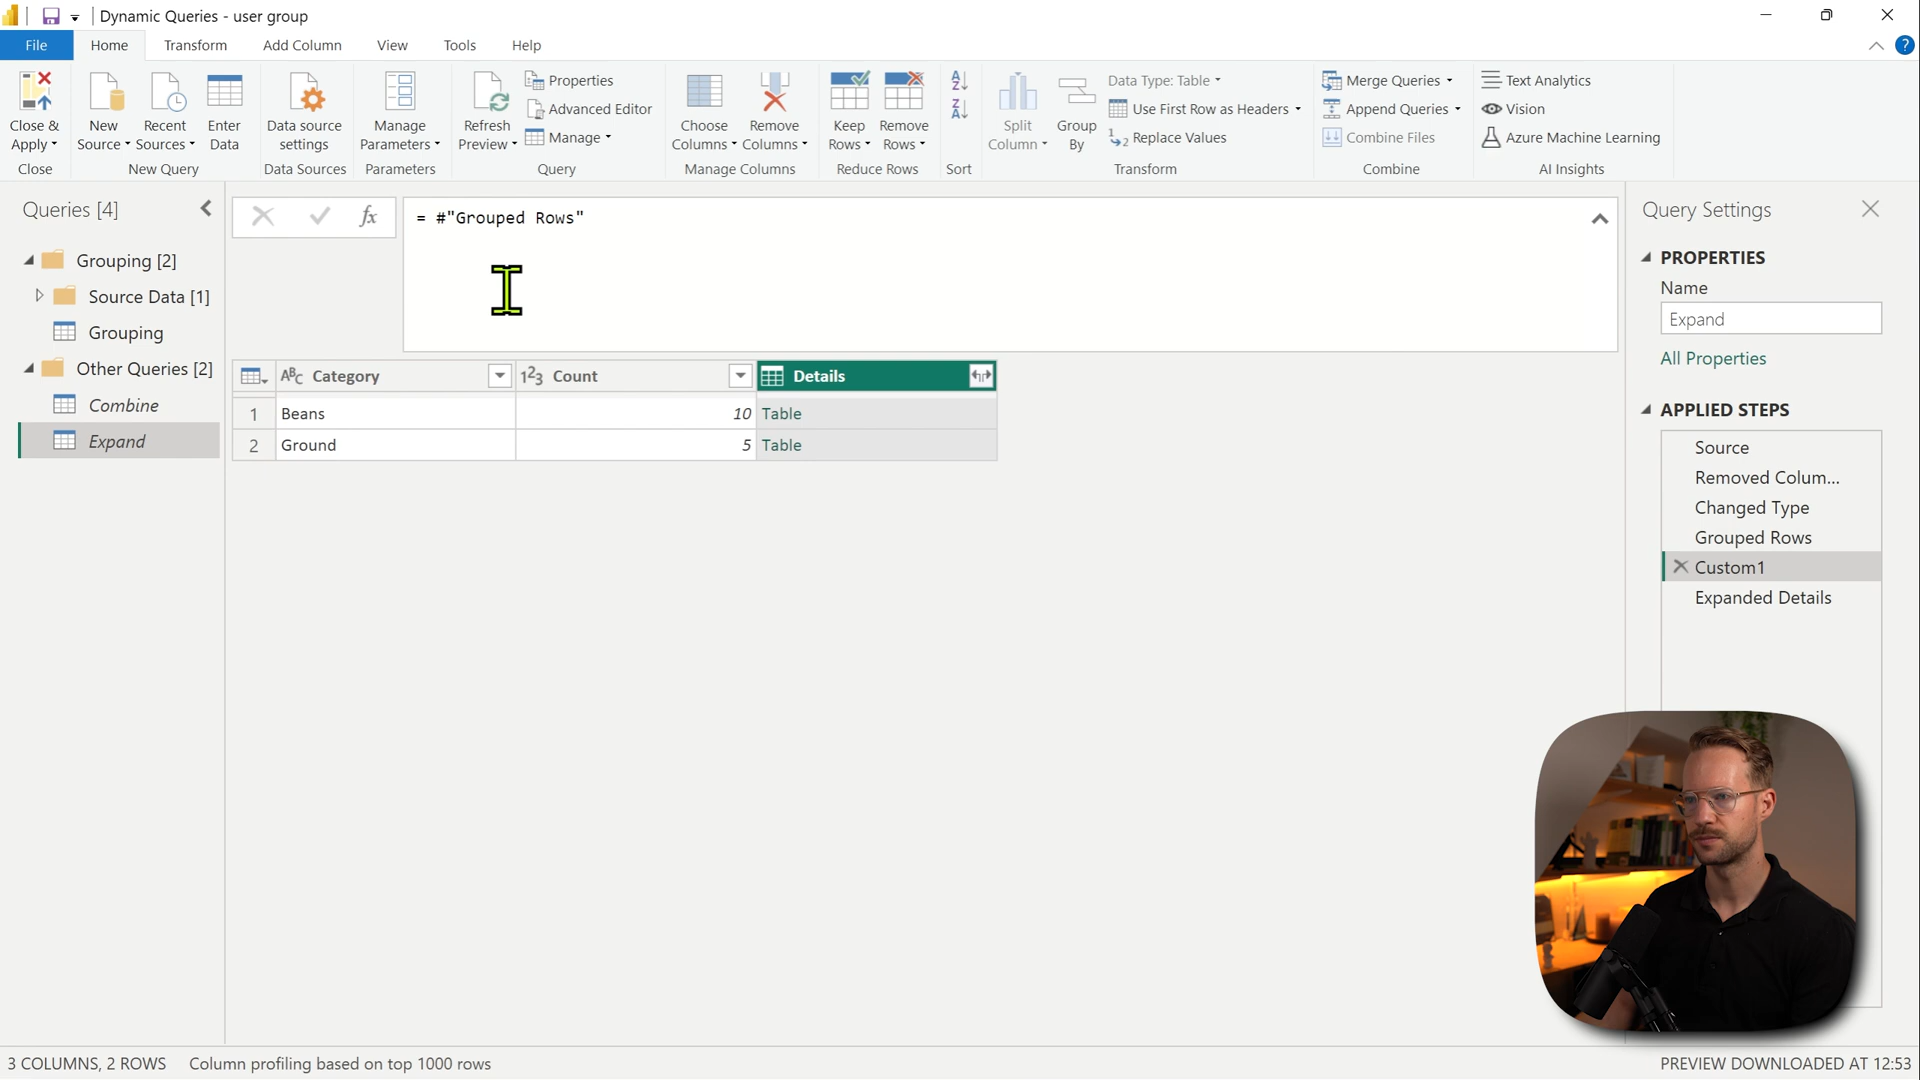 Dynamic Queries - user group
File
Home
Transform
Add Column
View
Tools
Help
Close & Apply
Close
New Source
Recent Sources
Enter Data
New Query
Data source settings
Data Sources
Manage Parameters
Parameters
Refresh Preview
Properties
Advanced Editor
Manage
Query
Choose Columns
Remove Columns
Manage Columns
Keep Rows
Remove Rows
Reduce Rows
Sort
Split Column
Group By
Data Type: Table
Use First Row as Headers
Replace Values
Transform
Merge Queries
Append Queries
Combine Files
Combine
Text Analytics
Vision
Azure Machine Learning
AI Insights
Queries [4]
Grouping [2]
Source Data [1]
Grouping
Other Queries [2]
Combine
Expand
fx
= #"Grouped Rows"
Category
Count
Details
1 Beans 10 Table
2 Ground 5 Table
Query Settings
PROPERTIES
Name
Expand
All Properties
APPLIED STEPS
Source
Removed Colum...
Changed Type
Grouped Rows
Custom1
Expanded Details
3 COLUMNS, 2 ROWS
Column profiling based on top 1000 rows
PREVIEW DOWNLOADED AT 12:53